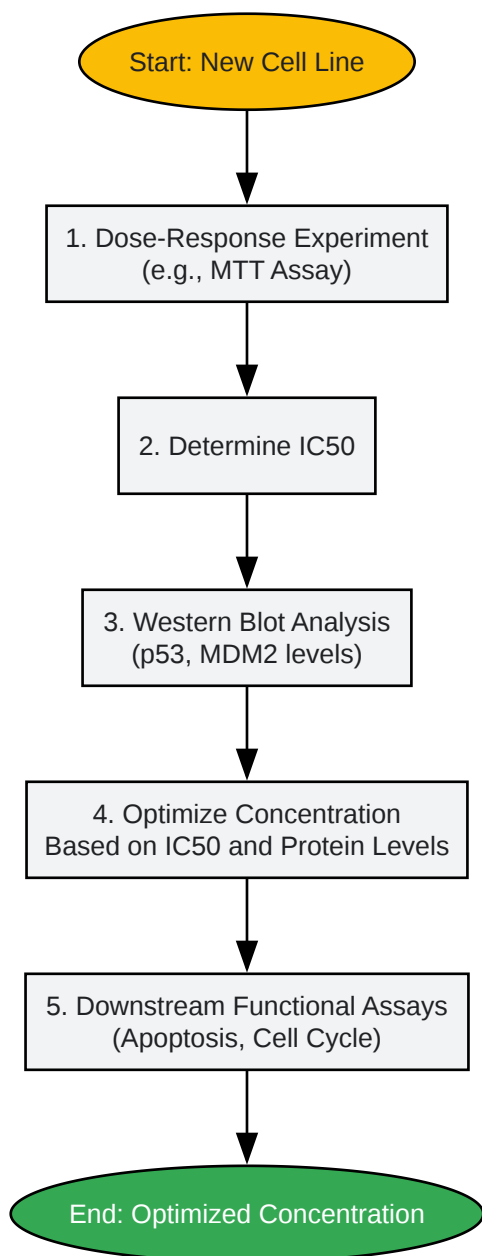 Start: New Cell Line
1. Dose-Response Experiment
(e.g., MTT Assay)
2. Determine IC50
3. Western Blot Analysis
(p53, MDM2 levels)
4. Optimize Concentration
Based on IC50 and Protein Levels
5. Downstream Functional Assays
(Apoptosis, Cell Cycle)
End: Optimized Concentration